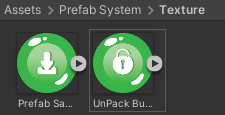 Assets > Prefab System > Texture
Prefab Sa... UnPack Bu...